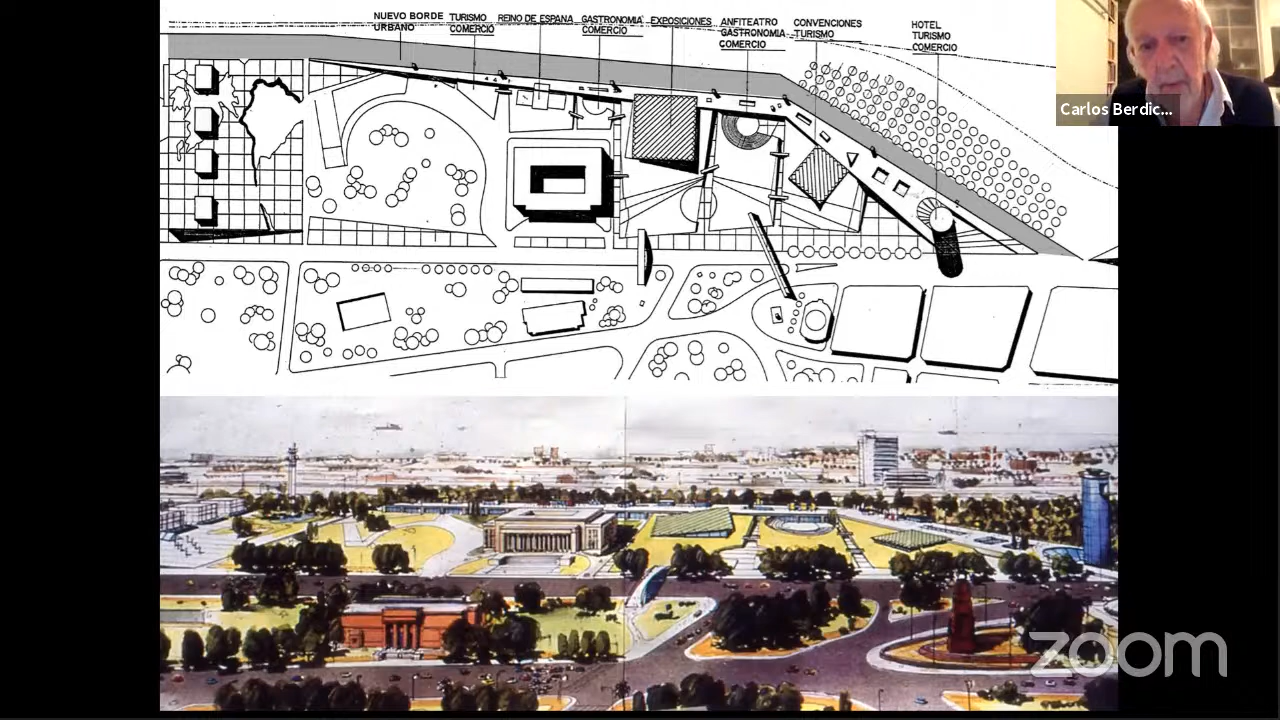 NUEVO BORDE
URBANO
TURISMO
COMERCIO
REINO DE ESPANA
GASTRONOMIA
COMERCIO
EXPOSICIONES
ANFITEATRO
GASTRONOMIA
COMERCIO
CONVENCIONES
TURISMO
HOTEL
TURISMO
COMERCIO
Carlos Berdic...
zoom